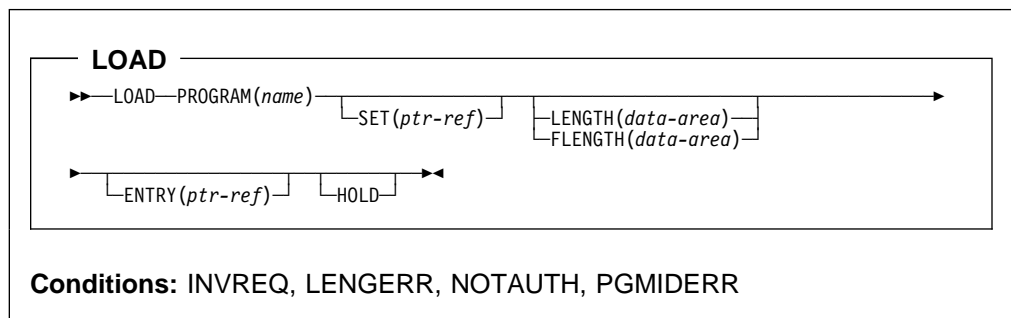 LOAD
LOAD PROGRAM(name)
SET(ptr-ref) LENGTH(data-area)
FLENGTH(data-area)
ENTRY(ptr-ref) HOLD
Conditions: INVREQ, LENGERR, NOTAUTH, PGMIDERR